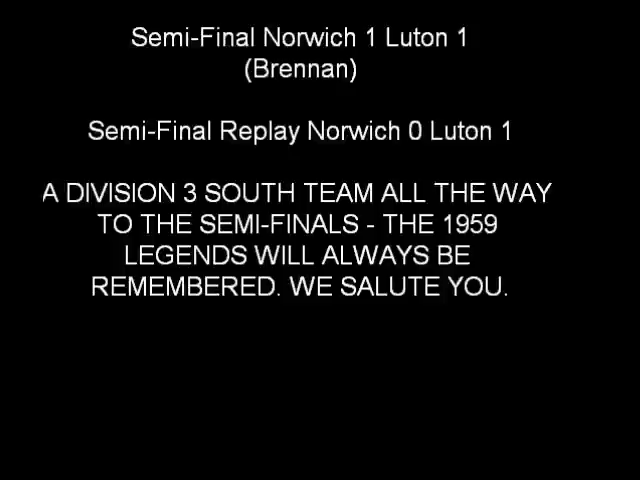 Semi-Final Norwich 1 Luton 1
(Brennan)
Semi-Final Replay Norwich 0 Luton 1
A DIVISION 3 SOUTH TEAM ALL THE WAY
TO THE SEMI-FINALS - THE 1959
LEGENDS WILL ALWAYS BE
REMEMBERED. WE SALUTE YOU.